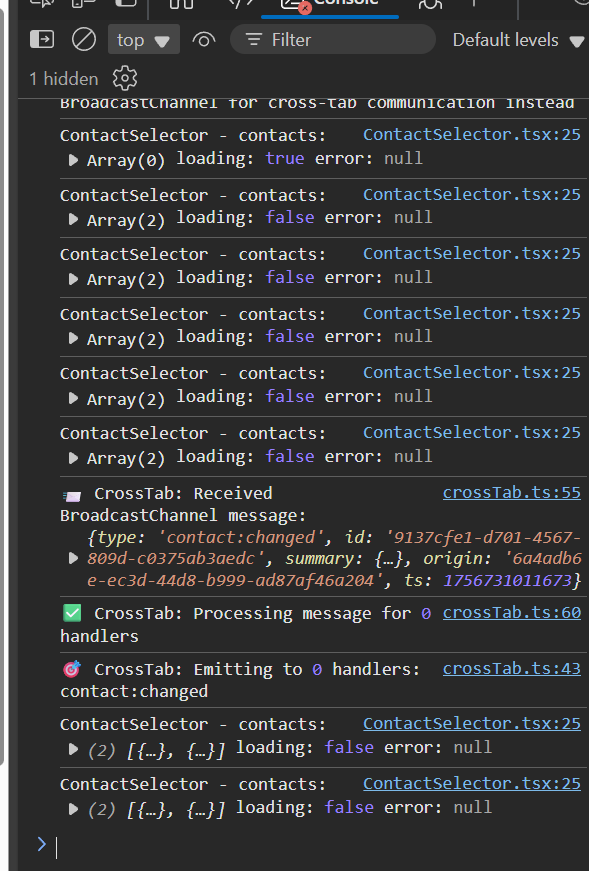 Console
top
Filter
Default levels
1 hidden
BroadcastChannel for cross-tab communication instead
ContactSelector - contacts: ContactSelector.tsx:25
▶ Array(0) loading: true error: null
ContactSelector - contacts: ContactSelector.tsx:25
▶ Array(2) loading: false error: null
ContactSelector - contacts: ContactSelector.tsx:25
▶ Array(2) loading: false error: null
ContactSelector - contacts: ContactSelector.tsx:25
▶ Array(2) loading: false error: null
ContactSelector - contacts: ContactSelector.tsx:25
▶ Array(2) loading: false error: null
ContactSelector - contacts: ContactSelector.tsx:25
▶ Array(2) loading: false error: null
📨 CrossTab: Received crossTab.ts:55
BroadcastChannel message:
{type: 'contact:changed', id: '9137cfe1-d701-4567-
▶ 809d-c0375ab3aedc', summary: {…}, origin: '6a4adb6
e-ec3d-44d8-b999-ad87af46a204', ts: 1756731011673}
✅ CrossTab: Processing message for 0 crossTab.ts:60
handlers
🎯 CrossTab: Emitting to 0 handlers: crossTab.ts:43
contact:changed
ContactSelector - contacts: ContactSelector.tsx:25
▶ (2) [{…}, {…}] loading: false error: null
ContactSelector - contacts: ContactSelector.tsx:25
▶ (2) [{…}, {…}] loading: false error: null